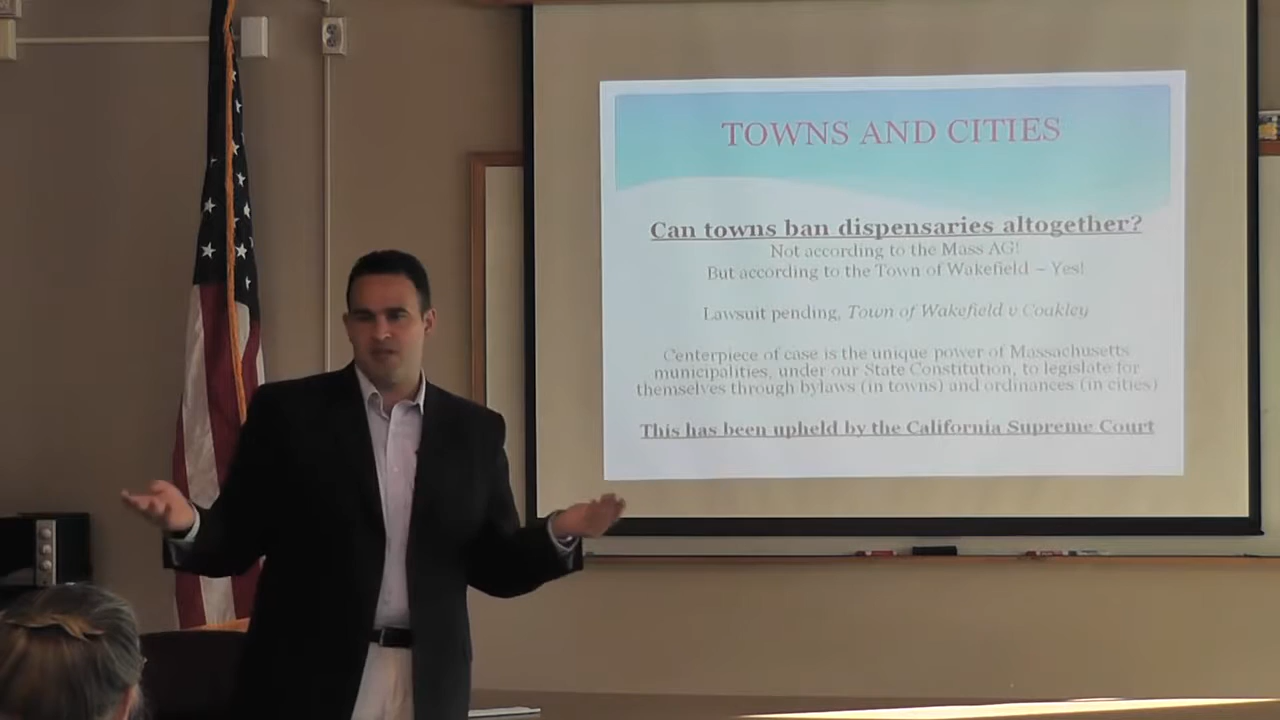 TOWNS AND CITIES
Can towns ban dispensaries altogether?
Not according to the Mass AG!
But according to the Town of Wakefield – Yes!
Lawsuit pending, Town of Wakefield v Coakley
Centerpiece of case is the unique power of Massachusetts
municipalities, under our State Constitution, to legislate for
themselves through bylaws (in towns) and ordinances (in cities)
This has been upheld by the California Supreme Court